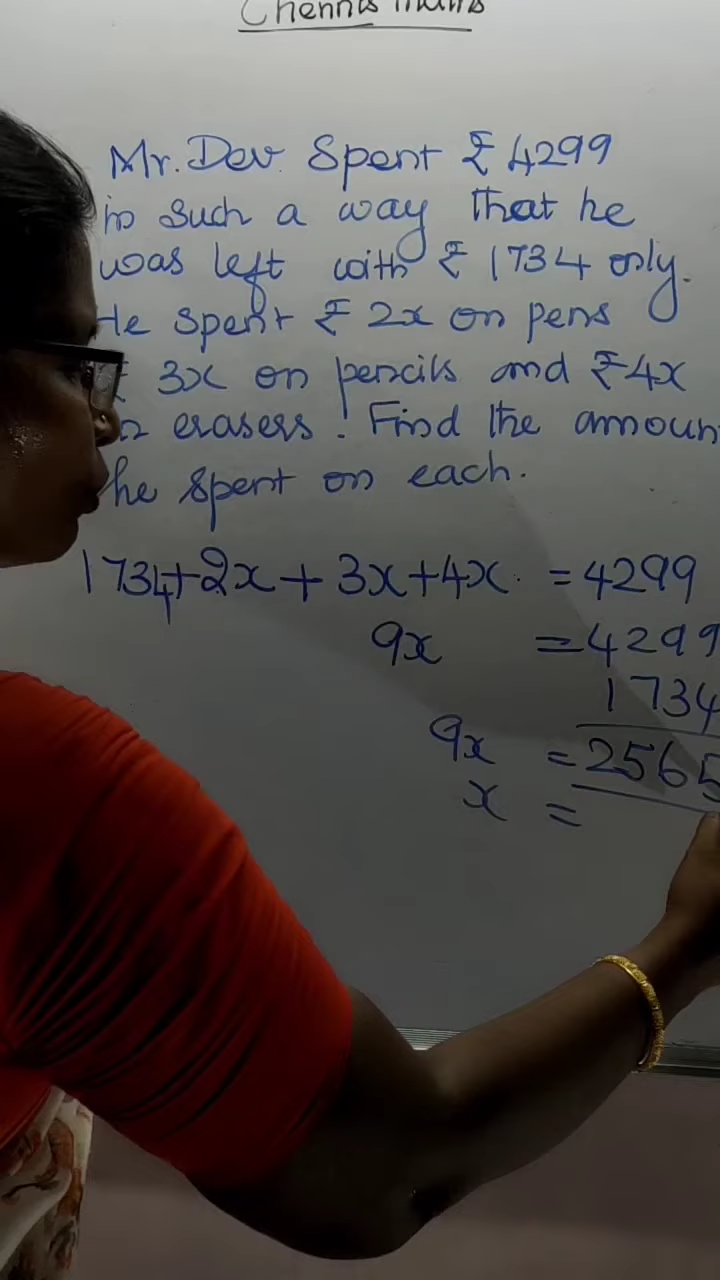 Mr. Dev. Spent ₹ 4299
in such a way that he
was left with ₹ 1734 only.
He spent ₹ 2x on pens
₹ 3x on pencils and ₹ 4x
on erasers. Find the amoun
he spent on each.
1734+2x+3x+4x = 4299
9x = 4299
1734
9x = 2565
x =